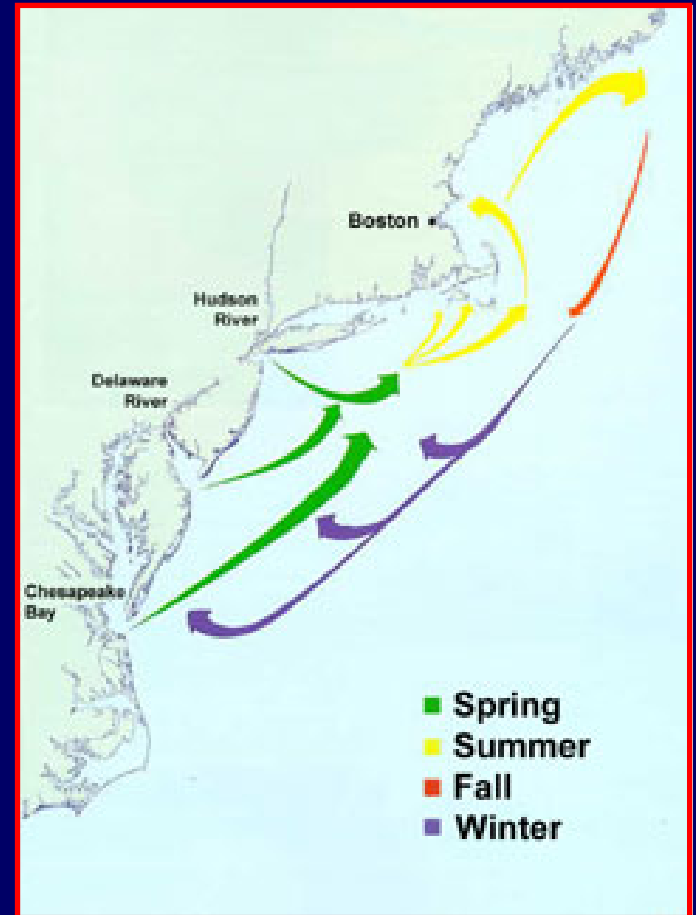 Boston
Hudson
River
Delaware
River
Chesapeake
Bay
Spring
Summer
Fall
Winter